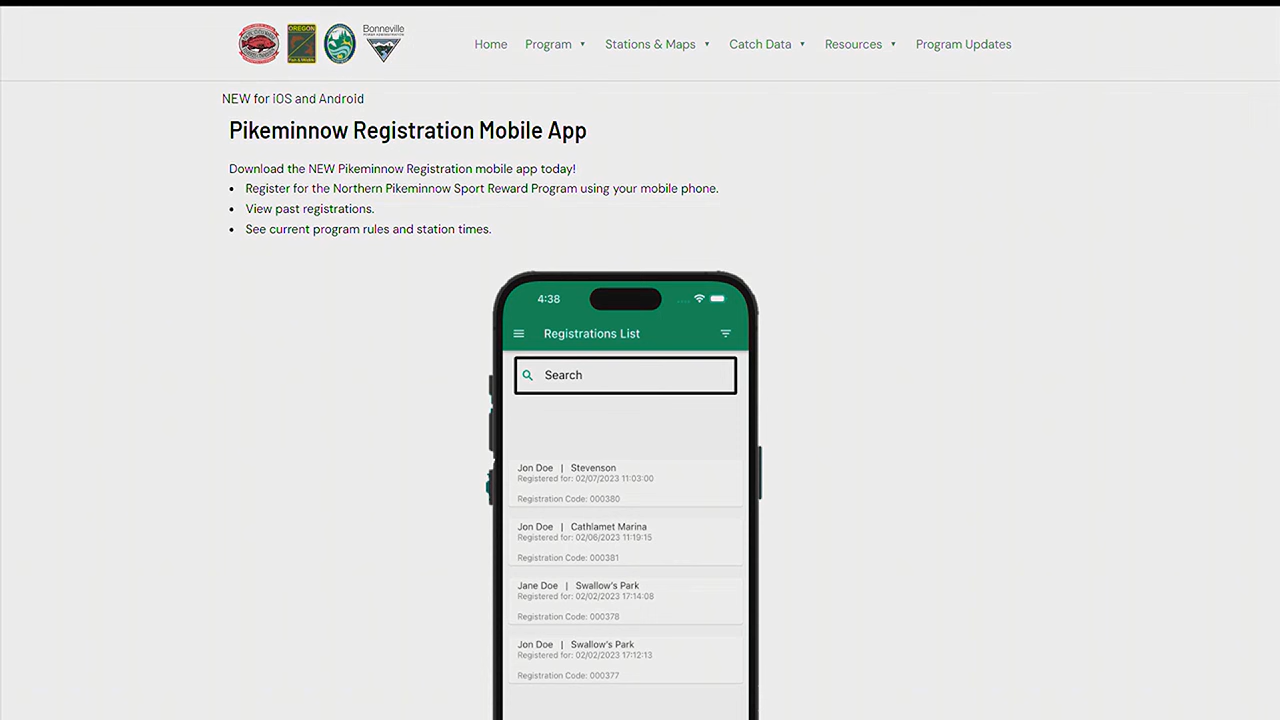 OREGON
Bonneville
Home Program Stations & Maps Catch Data Resources Program Updates
NEW for iOS and Android
Pikeminnow Registration Mobile App
Download the NEW Pikeminnow Registration mobile app today!
• Register for the Northern Pikeminnow Sport Reward Program using your mobile phone.
• View past registrations.
• See current program rules and station times.
4:38
Registrations List
Search
Jon Doe | Stevenson
Registered for: 02/07/2023 11:03:00
Registration Code: 000380
Jon Doe | Cathlamet Marina
Registered for: 02/06/2023 11:19:15
Registration Code: 000381
Jane Doe | Swallow's Park
Registered for: 02/02/2023 17:14:08
Registration Code: 000378
Jon Doe | Swallow's Park
Registered for: 02/02/2023 17:12:13
Registration Code: 000377